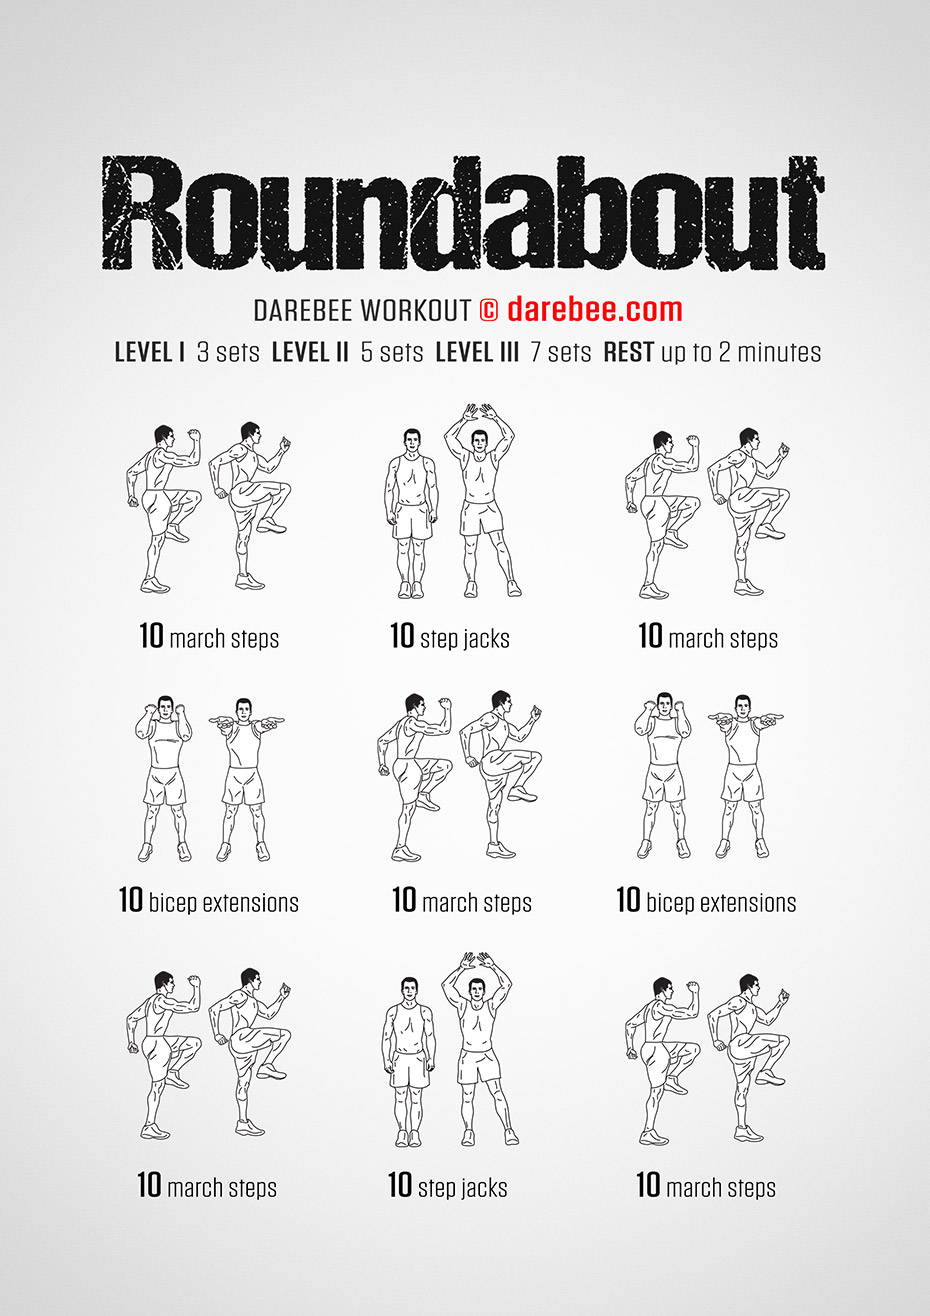 Roundabout
DAREBEE WORKOUT © darebee.com
LEVEL I 3 sets LEVEL II 5 sets LEVEL III 7 sets REST up to 2 minutes
10 march steps
10 step jacks
10 march steps
10 bicep extensions
10 march steps
10 bicep extensions
10 march steps
10 step jacks
10 march steps